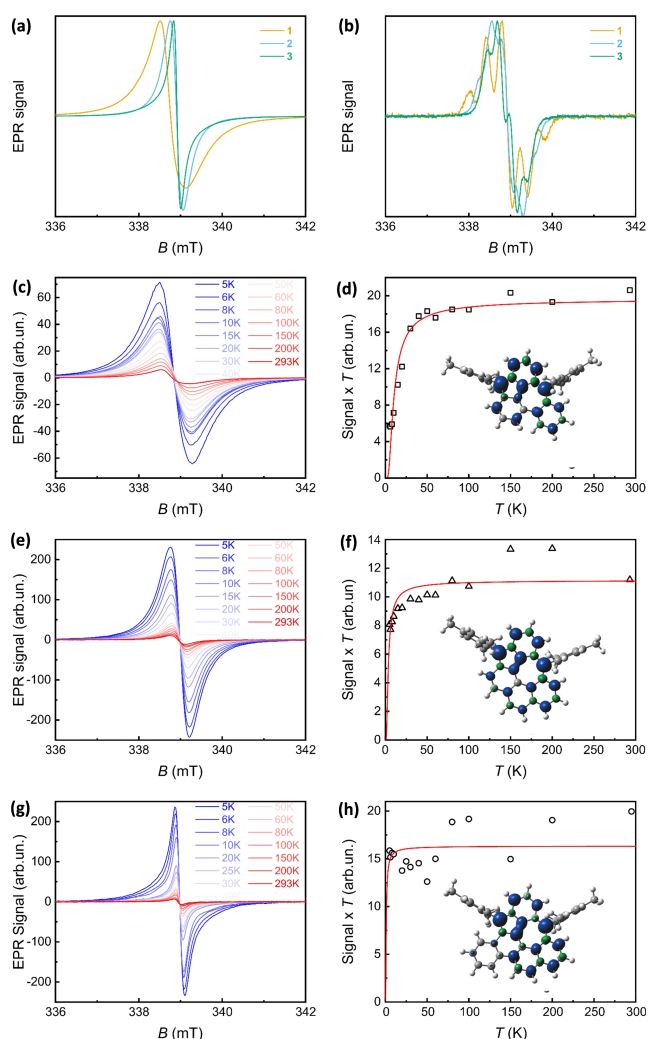 (a)
EPR signal
1
2
3
336
338
340
342
B (mT)
(b)
EPR signal
1
2
3
336
338
340
342
B (mT)
(c)
EPR signal (arb.un.)
60
40
20
0
-20
-40
-60
5K
6K
8K
10K
15K
20K
30K
40K
50K
60K
80K
100K
150K
200K
293K
336
338
340
342
B (mT)
(d)
Signal x T (arb.un.)
20
16
12
8
4
0
0
50
100
150
200
250
300
T (K)
(e)
EPR signal (arb.un.)
200
100
0
-100
-200
5K
6K
8K
10K
15K
20K
30K
50K
60K
80K
100K
150K
200K
293K
336
338
340
342
B (mT)
(f)
Signal x T (arb.un)
14
12
10
8
6
4
2
0
0
50
100
150
200
250
300
T (K)
(g)
EPR Signal (arb.un.)
200
100
0
-100
-200
5K
6K
8K
10K
20K
25K
30K
50K
60K
80K
100K
150K
200K
293K
336
338
340
342
B (mT)
(h)
Signal x T (arb.un.)
20
15
10
5
0
0
50
100
150
200
250
300
T (K)